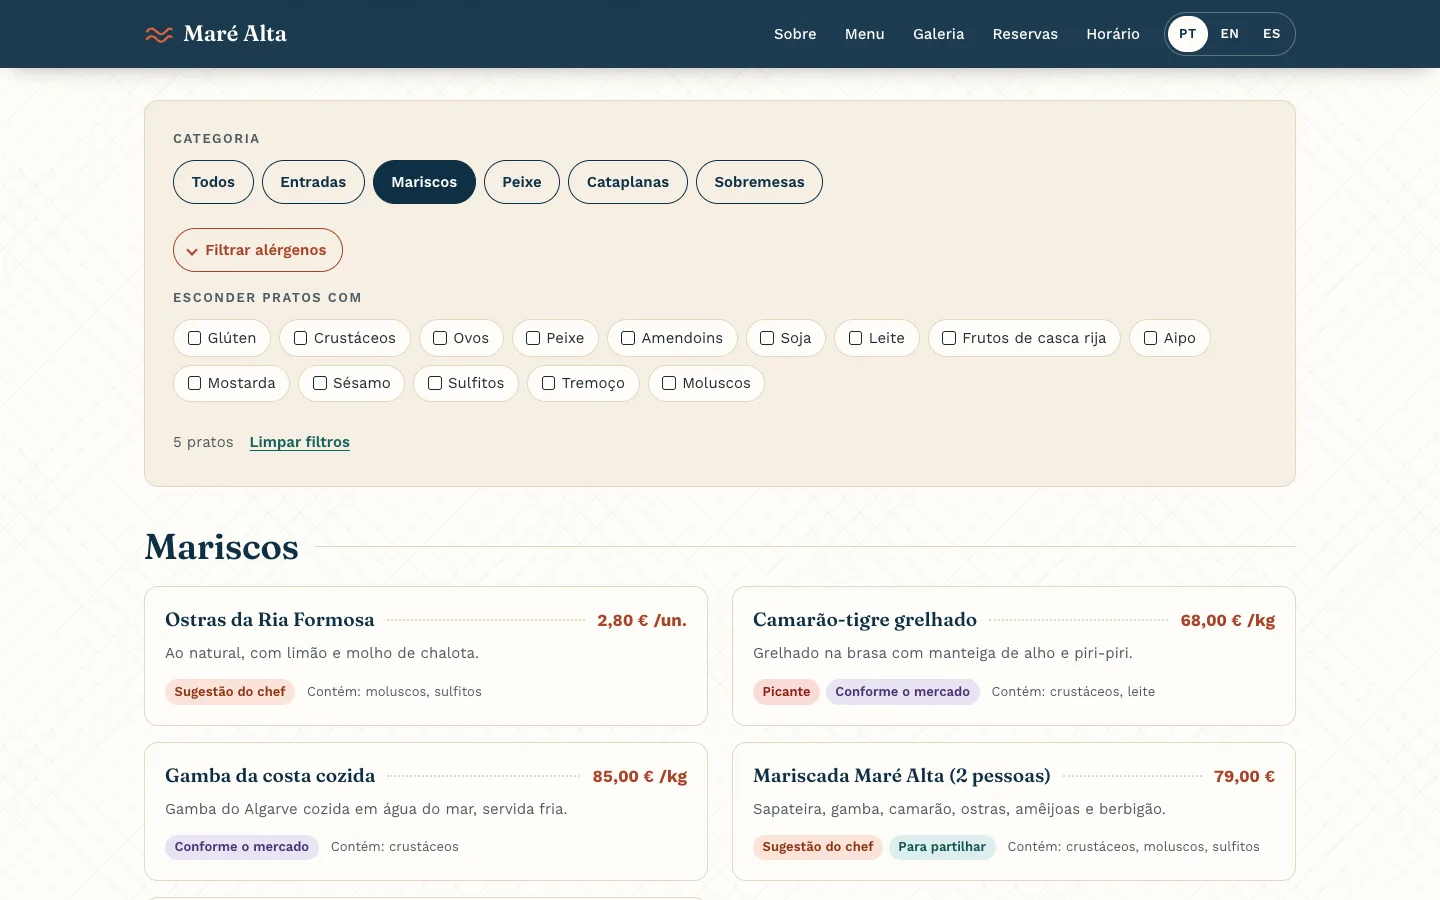 Maré Alta
Sobre Menu Galeria Reservas Horário PT EN ES
CATEGORIA
Todos Entradas Mariscos Peixe Cataplanas Sobremesas
Filtrar alérgenos
ESCONDER PRATOS COM
Glúten Crustáceos Ovos Peixe Amendoins Soja Leite Frutos de casca rija Aipo
Mostarda Sésamo Sulfitos Tremoço Moluscos
5 pratos Limpar filtros
Mariscos
Ostras da Ria Formosa 2,80 € /un.
Ao natural, com limão e molho de chalota.
Sugestão do chef Contém: moluscos, sulfitos
Camarão-tigre grelhado 68,00 € /kg
Grelhado na brasa com manteiga de alho e piri-piri.
Picante Conforme o mercado Contém: crustáceos, leite
Gamba da costa cozida 85,00 € /kg
Gamba do Algarve cozida em água do mar, servida fria.
Conforme o mercado Contém: crustáceos
Mariscada Maré Alta (2 pessoas) 79,00 €
Sapateira, gamba, camarão, ostras, amêijoas e berbigão.
Sugestão do chef Para partilhar Contém: crustáceos, moluscos, sulfitos